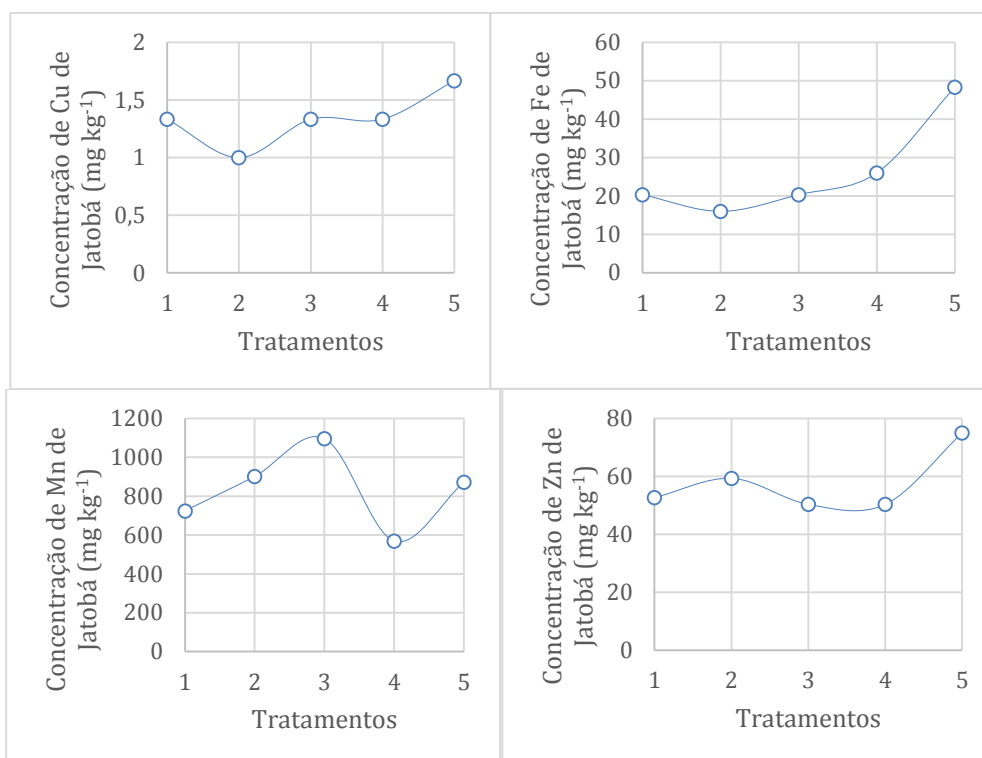 Concentração de Cu de
Jatobá (mg kg-1)
2
1,5
1
0,5
0
1 2 3 4 5
Tratamentos
Concentração de Fe de
Jatobá (mg kg-1)
60
50
40
30
20
10
0
1 2 3 4 5
Tratamentos
Concentração de Mn de
Jatobá (mg kg-1)
1200
1000
800
600
400
200
0
1 2 3 4 5
Tratamentos
Concentração de Zn de
Jatobá (mg kg-1)
80
60
40
20
0
1 2 3 4 5
Tratamentos